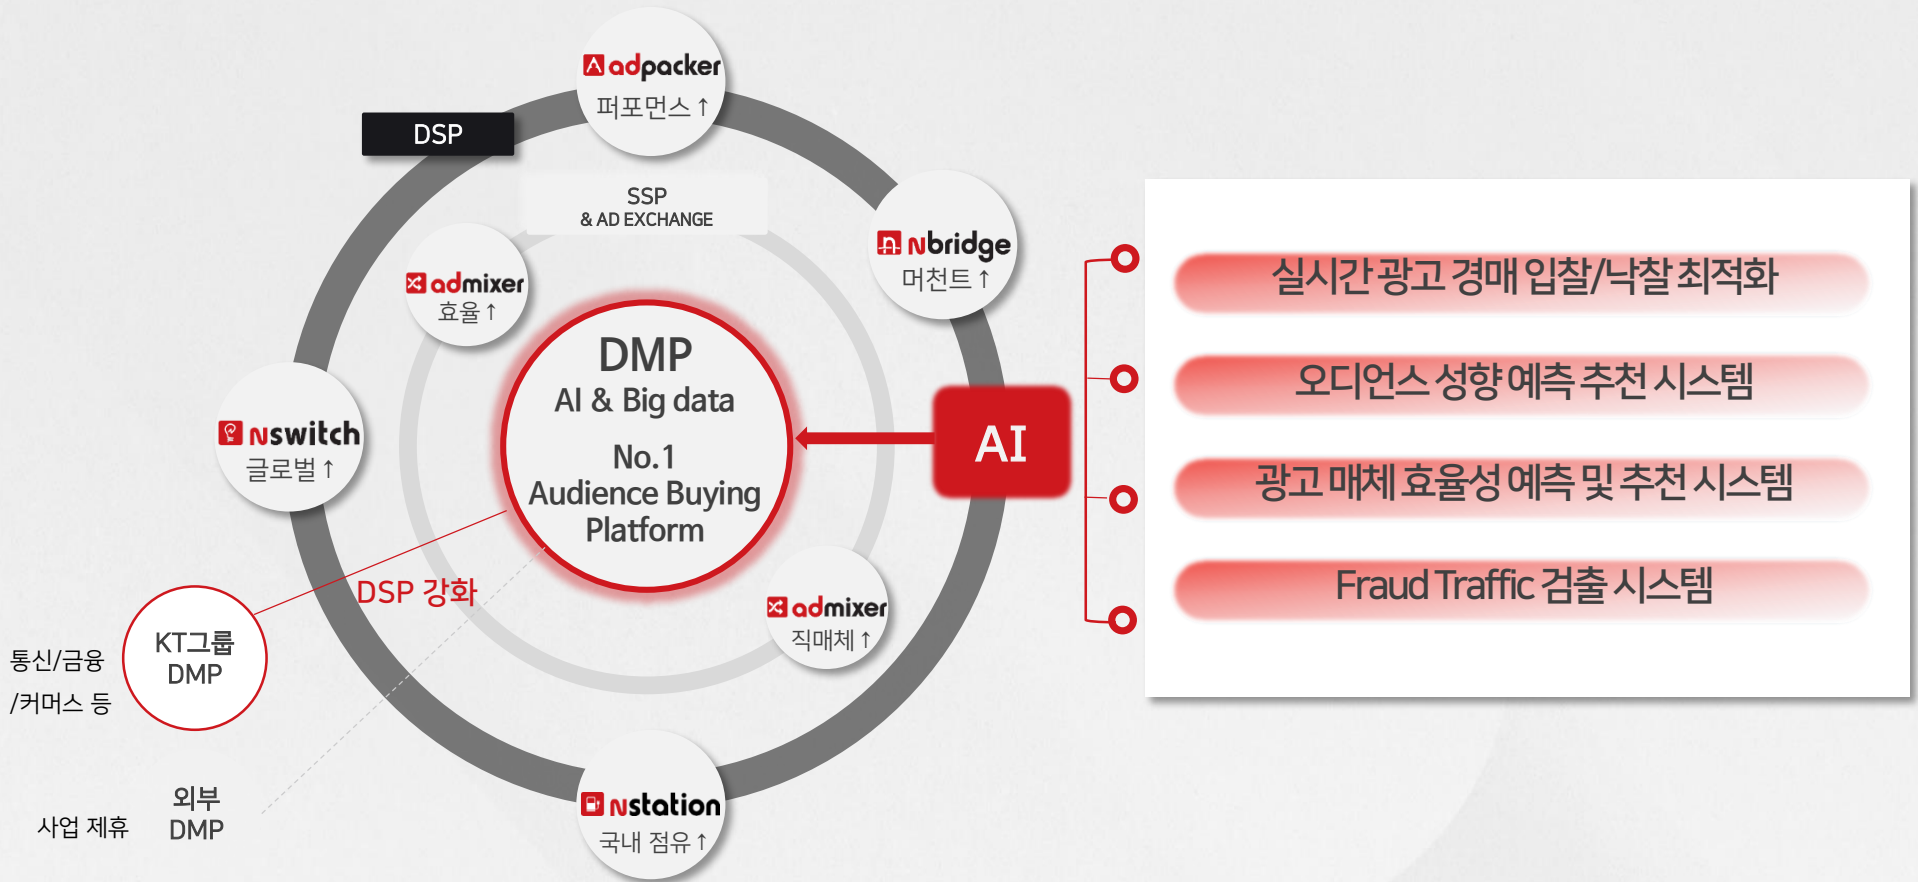 adpacker
퍼포먼스 ↑
DSP
SSP
& AD EXCHANGE
Nbridge
머천트 ↑
admixer
효율 ↑
DMP
AI & Big data
No.1
Audience Buying
Platform
Nswitch
글로벌 ↑
AI
실시간 광고 경매 입찰/낙찰 최적화
오디언스 성향 예측 추천 시스템
광고 매체 효율성 예측 및 추천 시스템
Fraud Traffic 검출 시스템
DSP 강화
admixer
직매체 ↑
KT그룹
DMP
통신/금융
/커머스 등
외부
DMP
사업 제휴
Nstation
국내 점유 ↑